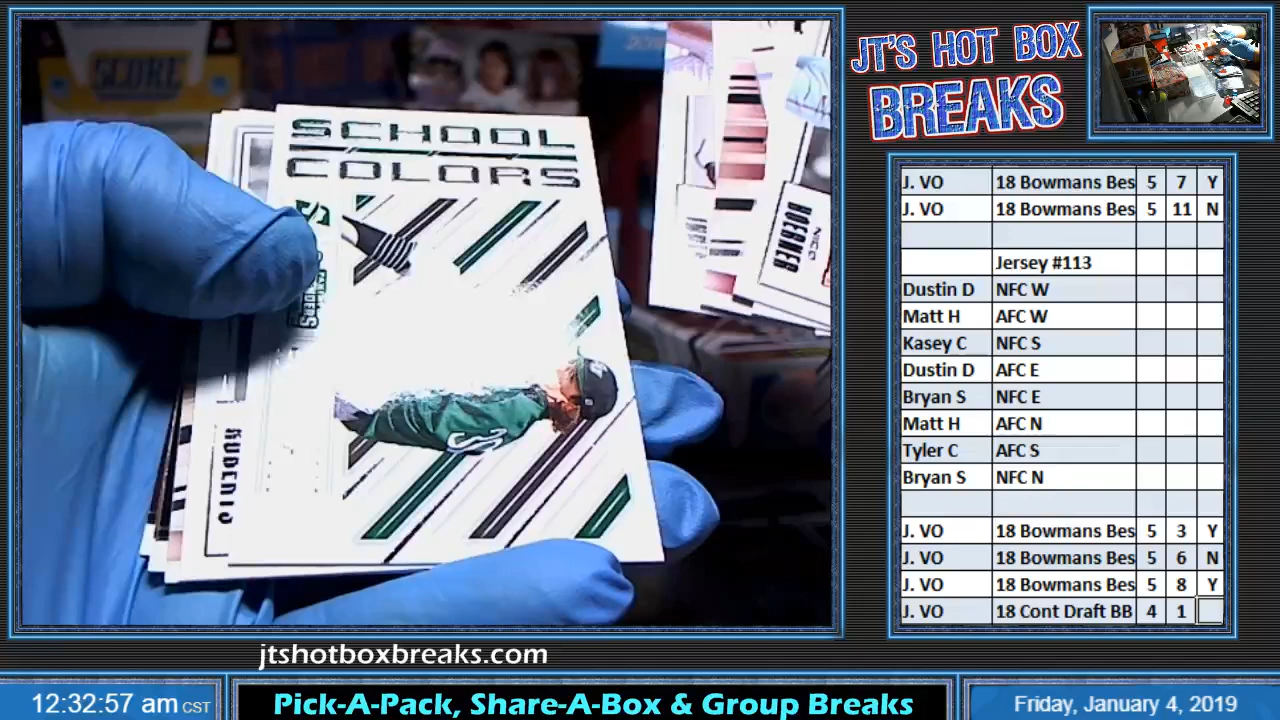 SCORE
SCHOOL
COLORS
NICO
HOERNER
JT'S HOT BOX
BREAKS
J. VO 18 Bowmans Bes 5 7 Y
J. VO 18 Bowmans Bes 5 11 N
Jersey #113
Dustin D NFC W
Matt H AFC W
Kasey C NFC S
Dustin D AFC E
Bryan S NFC E
Matt H AFC N
Tyler C AFC S
Bryan S NFC N
J. VO 18 Bowmans Bes 5 3 Y
J. VO 18 Bowmans Bes 5 6 N
J. VO 18 Bowmans Bes 5 8 Y
J. VO 18 Cont Draft BB 4 1
jtshotboxbreaks.com
12:32:57 am CST
Pick-A-Pack, Share-A-Box & Group Breaks
Friday, January 4, 2019